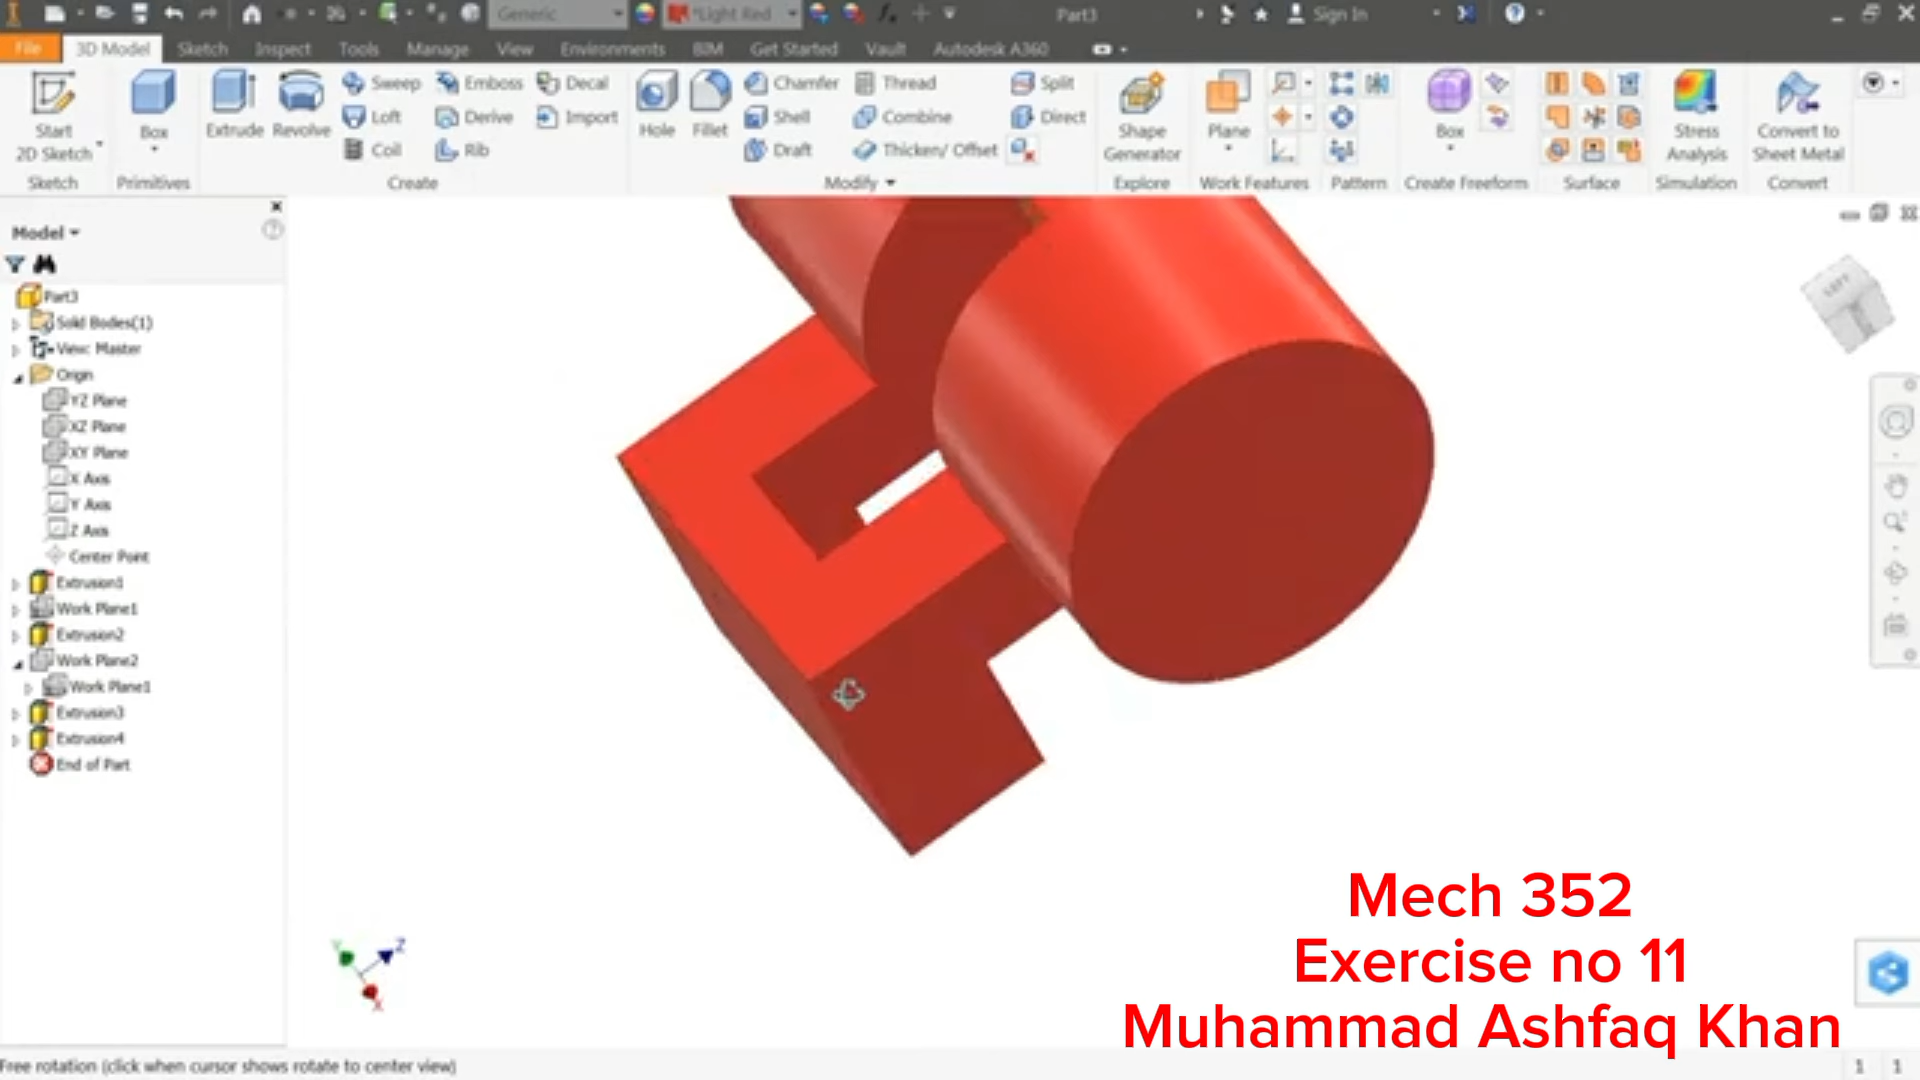 Generic
*Light Red
Part3
Sign In
File
3D Model
Sketch
Inspect
Tools
Manage
View
Environments
BIM
Get Started
Vault
Autodesk A360
Start
2D Sketch
Sketch
Box
Primitives
Extrude
Revolve
Sweep
Emboss
Decal
Loft
Derive
Import
Coil
Rib
Create
Hole
Fillet
Chamfer
Thread
Split
Shell
Combine
Direct
Draft
Thicken/ Offset
Modify
Shape
Generator
Explore
Plane
Work Features
Pattern
Box
Create Freeform
Surface
Stress
Analysis
Simulation
Convert to
Sheet Metal
Convert
Model
Part3
Solid Bodies(1)
View: Master
Origin
YZ Plane
XZ Plane
XY Plane
X Axis
Y Axis
Z Axis
Center Point
Extrusion1
Work Plane1
Extrusion2
Work Plane2
Work Plane1
Extrusion3
Extrusion4
End of Part
LEFT
Y
Z
X
Mech 352
Exercise no 11
Muhammad Ashfaq Khan
Free rotation (click when cursor shows rotate to center view)
1 1